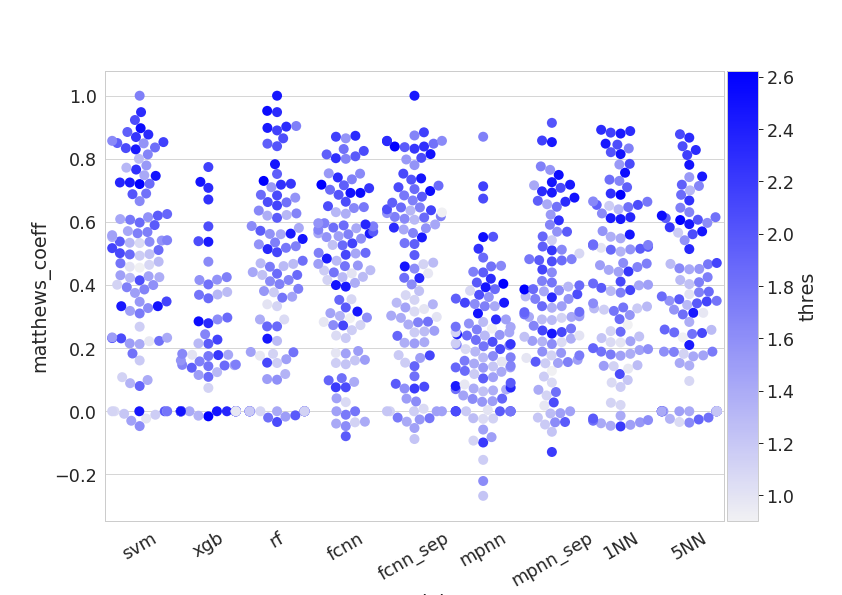 1.0
0.8
0.6
0.4
0.2
0.0
−0.2
matthews_coeff
svm
xgb
rf
fcnn
fcnn_sep
mpnn
mpnn_sep
1NN
5NN
2.6
2.4
2.2
2.0
1.8
1.6
1.4
1.2
1.0
thres